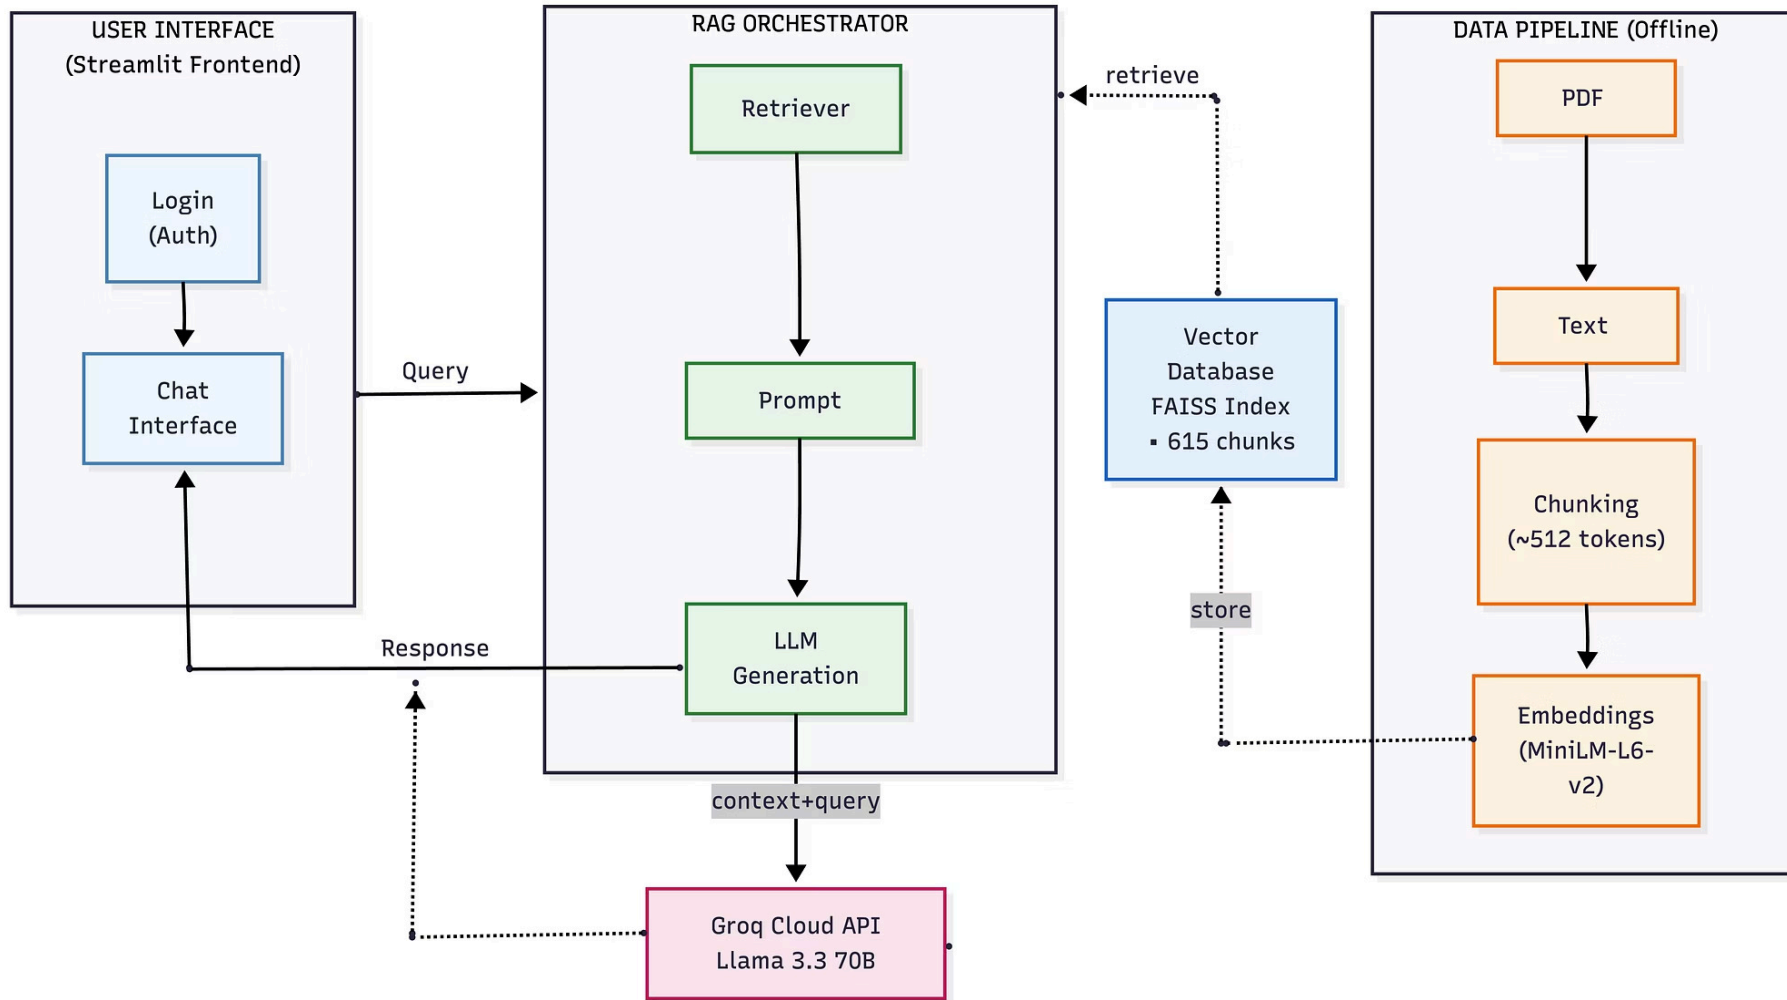 USER INTERFACE
(Streamlit Frontend)
Login
(Auth)
Chat
Interface
Query
Response
RAG ORCHESTRATOR
Retriever
Prompt
LLM
Generation
context+query
Groq Cloud API
Llama 3.3 70B
retrieve
Vector
Database
FAISS Index
▪ 615 chunks
store
DATA PIPELINE (Offline)
PDF
Text
Chunking
(~512 tokens)
Embeddings
(MiniLM-L6-
v2)